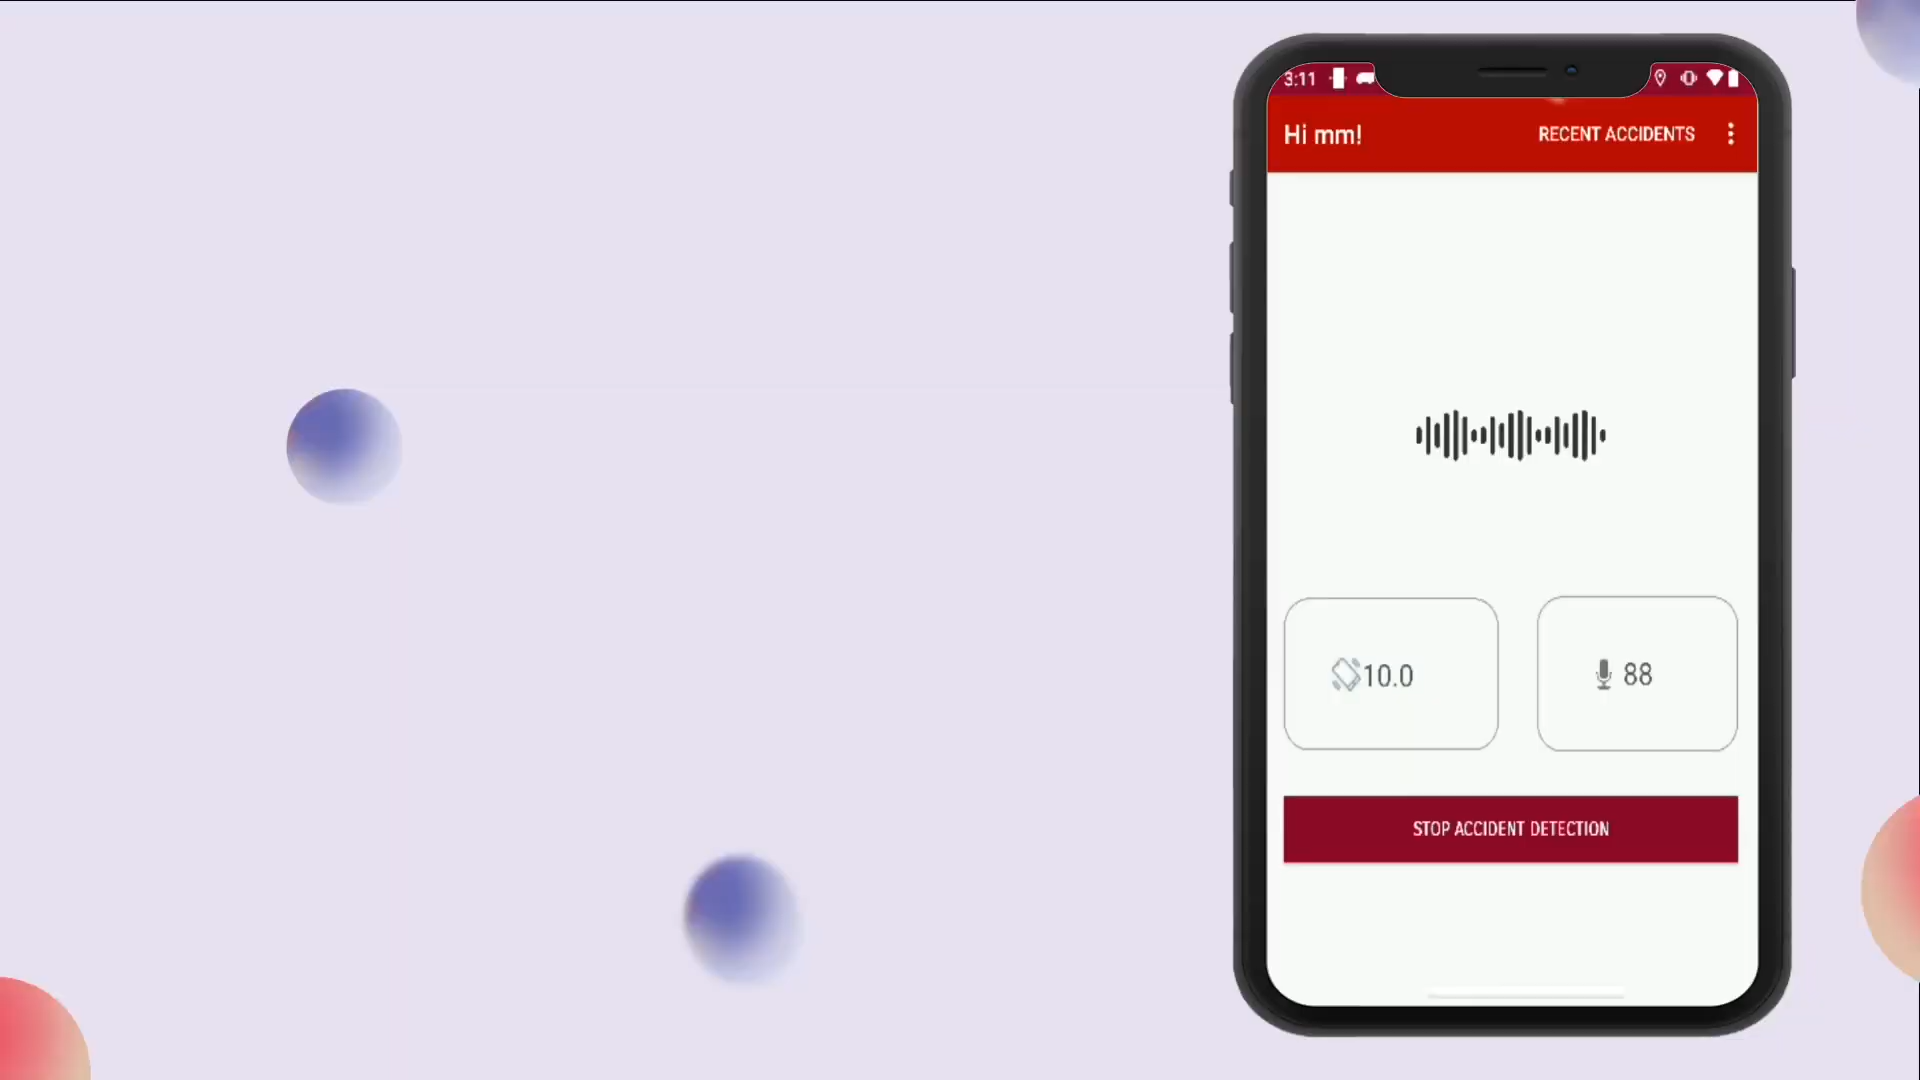 3:11
Hi mm!
RECENT ACCIDENTS
10.0
88
STOP ACCIDENT DETECTION